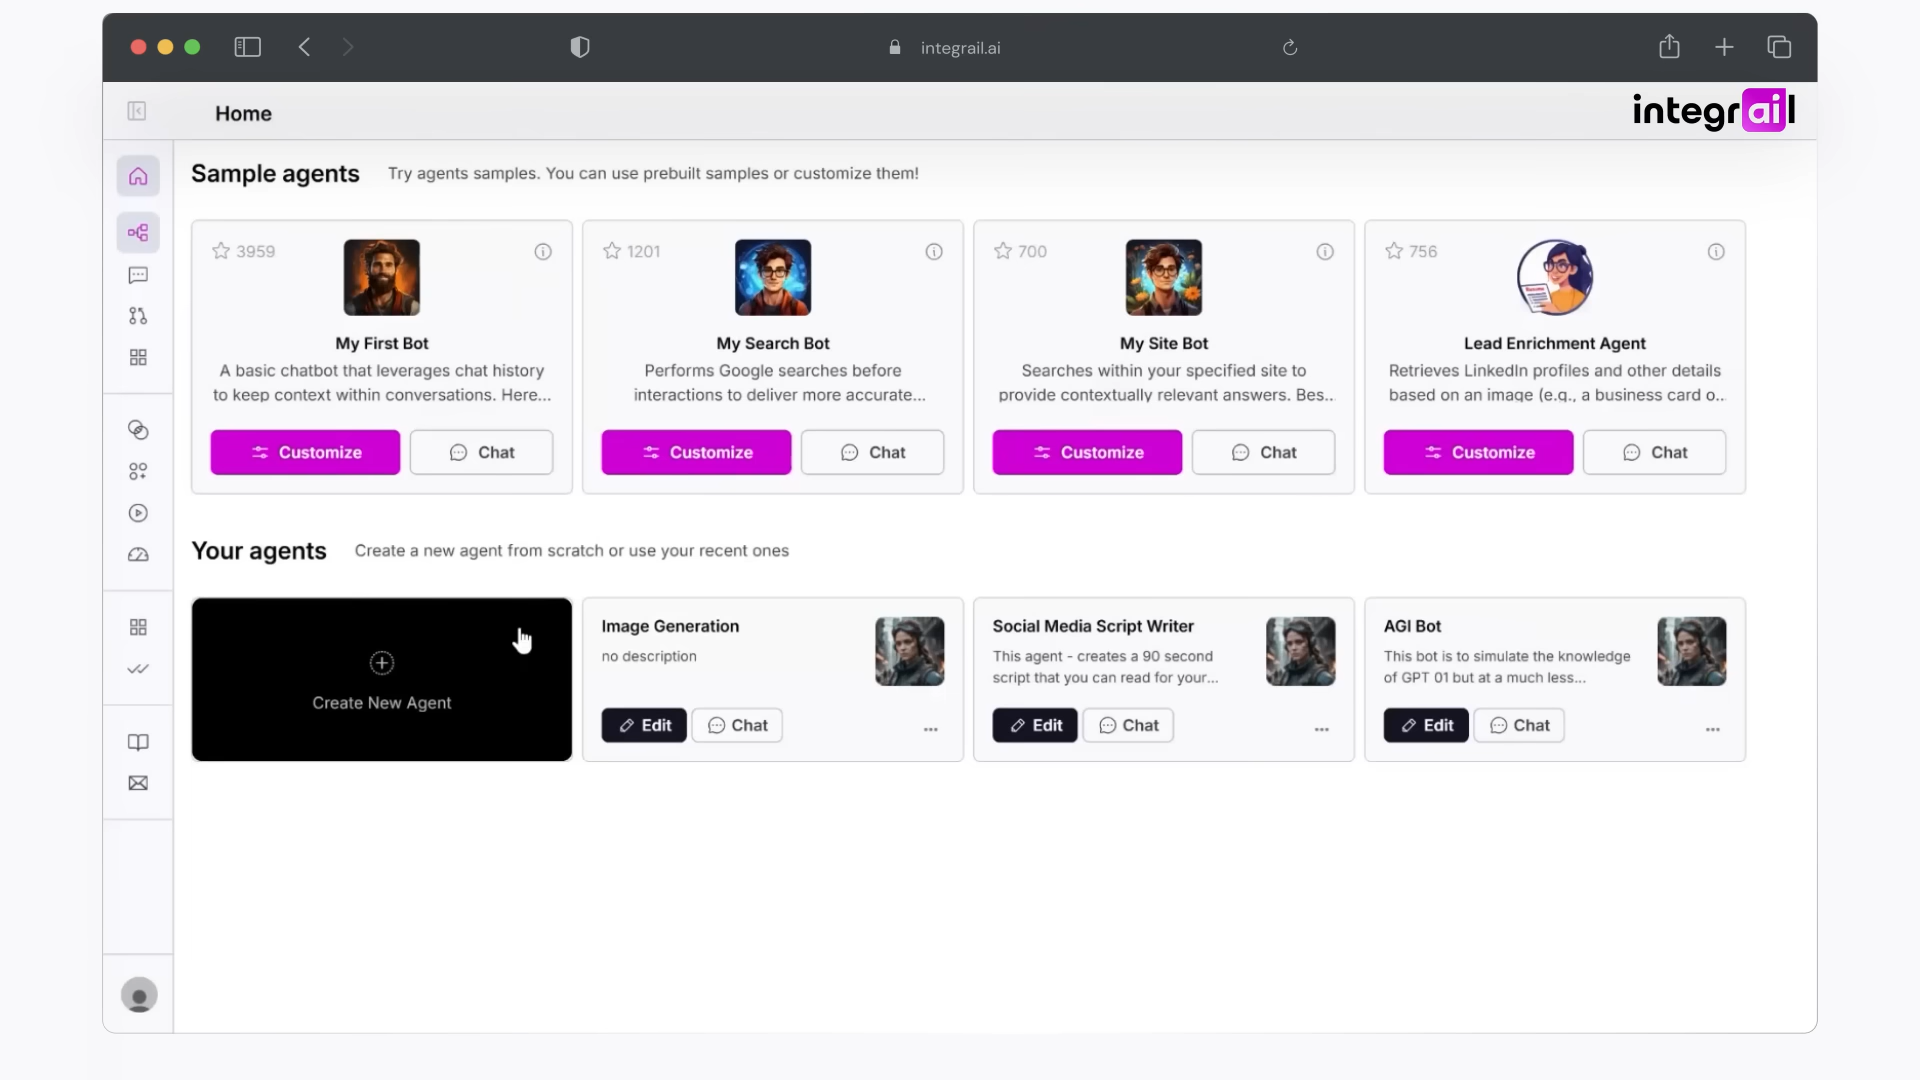 integrail.ai
Home
integrail
Sample agents
Try agents samples. You can use prebuilt samples or customize them!
3959
My First Bot
A basic chatbot that leverages chat history
to keep context within conversations. Here...
Customize
Chat
1201
My Search Bot
Performs Google searches before
interactions to deliver more accurate...
Customize
Chat
700
My Site Bot
Searches within your specified site to
provide contextually relevant answers. Bes...
Customize
Chat
756
Lead Enrichment Agent
Retrieves LinkedIn profiles and other details
based on an image (e.g., a business card o...
Customize
Chat
Your agents
Create a new agent from scratch or use your recent ones
Create New Agent
Image Generation
no description
Edit
Chat
...
Social Media Script Writer
This agent - creates a 90 second
script that you can read for your...
Edit
Chat
...
AGI Bot
This bot is to simulate the knowledge
of GPT 01 but at a much less...
Edit
Chat
...